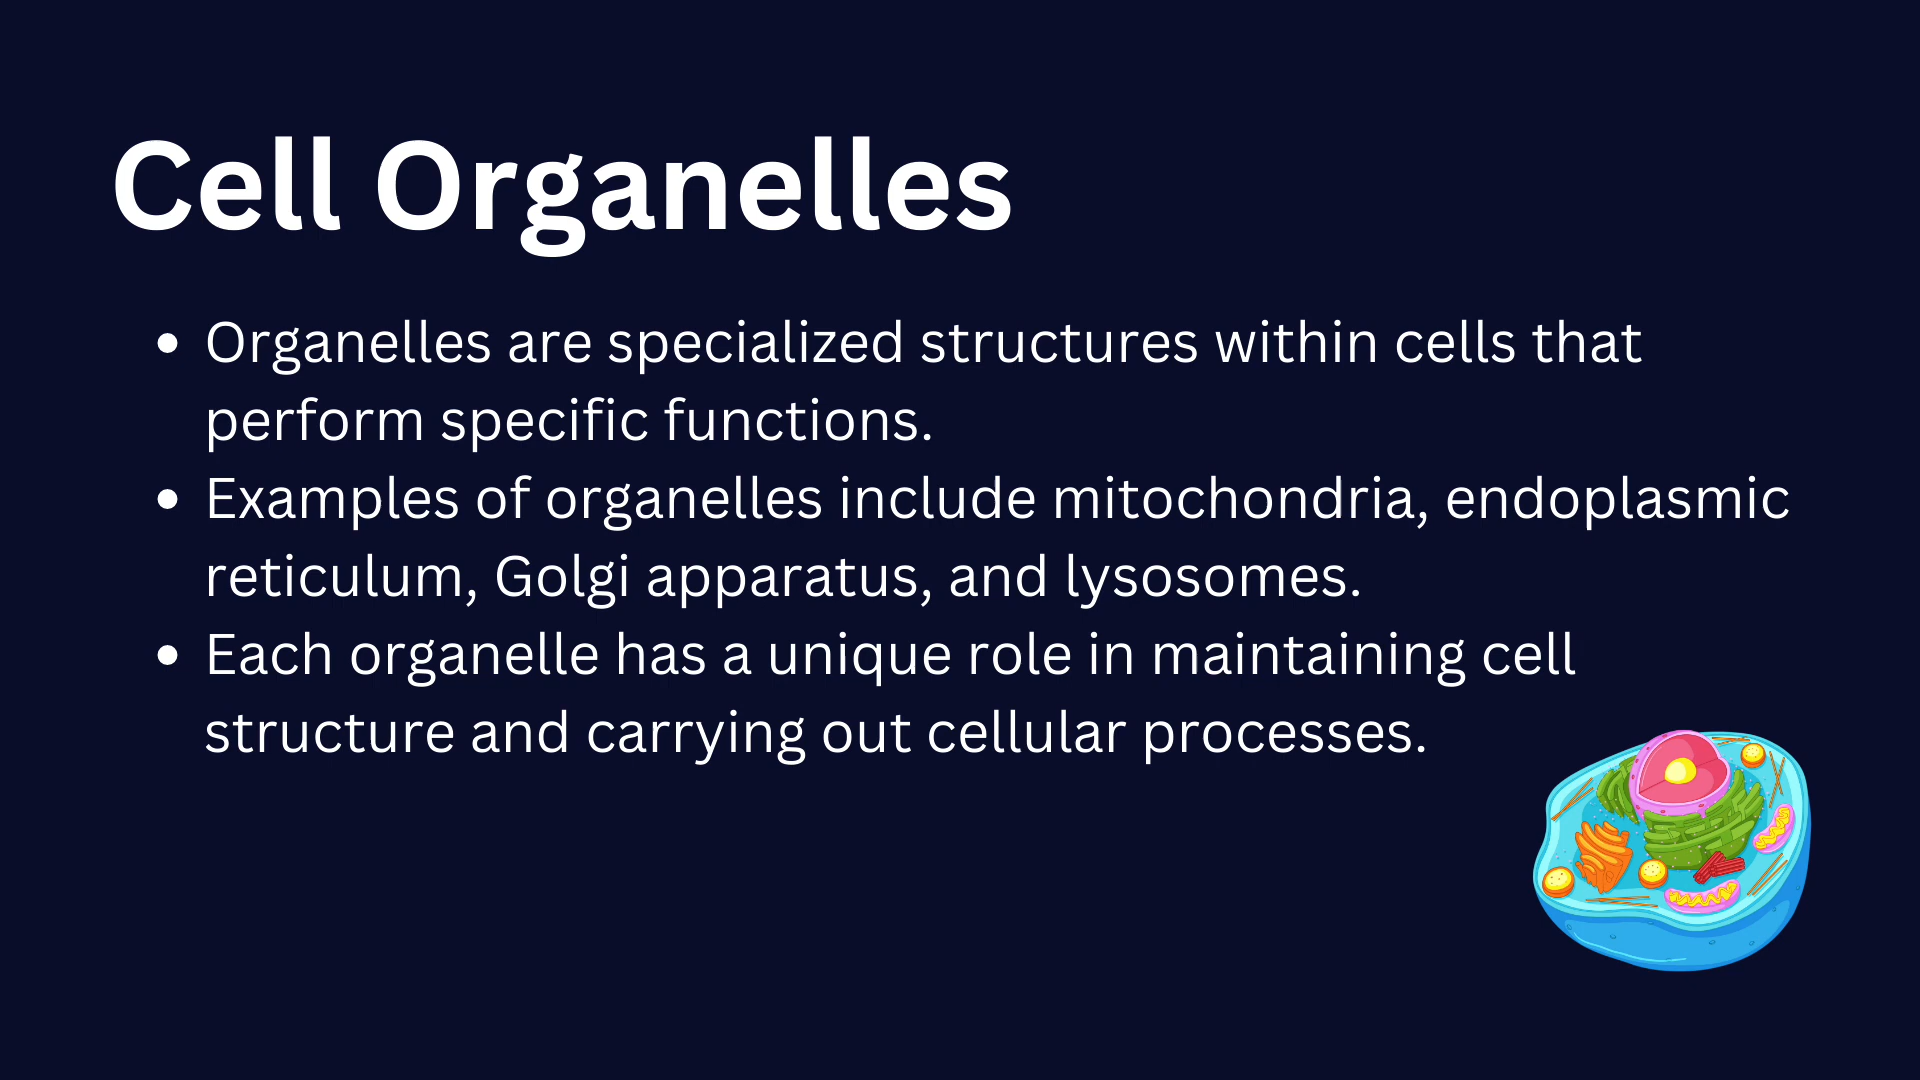 Cell Organelles
• Organelles are specialized structures within cells that
perform specific functions.
• Examples of organelles include mitochondria, endoplasmic
reticulum, Golgi apparatus, and lysosomes.
• Each organelle has a unique role in maintaining cell
structure and carrying out cellular processes.